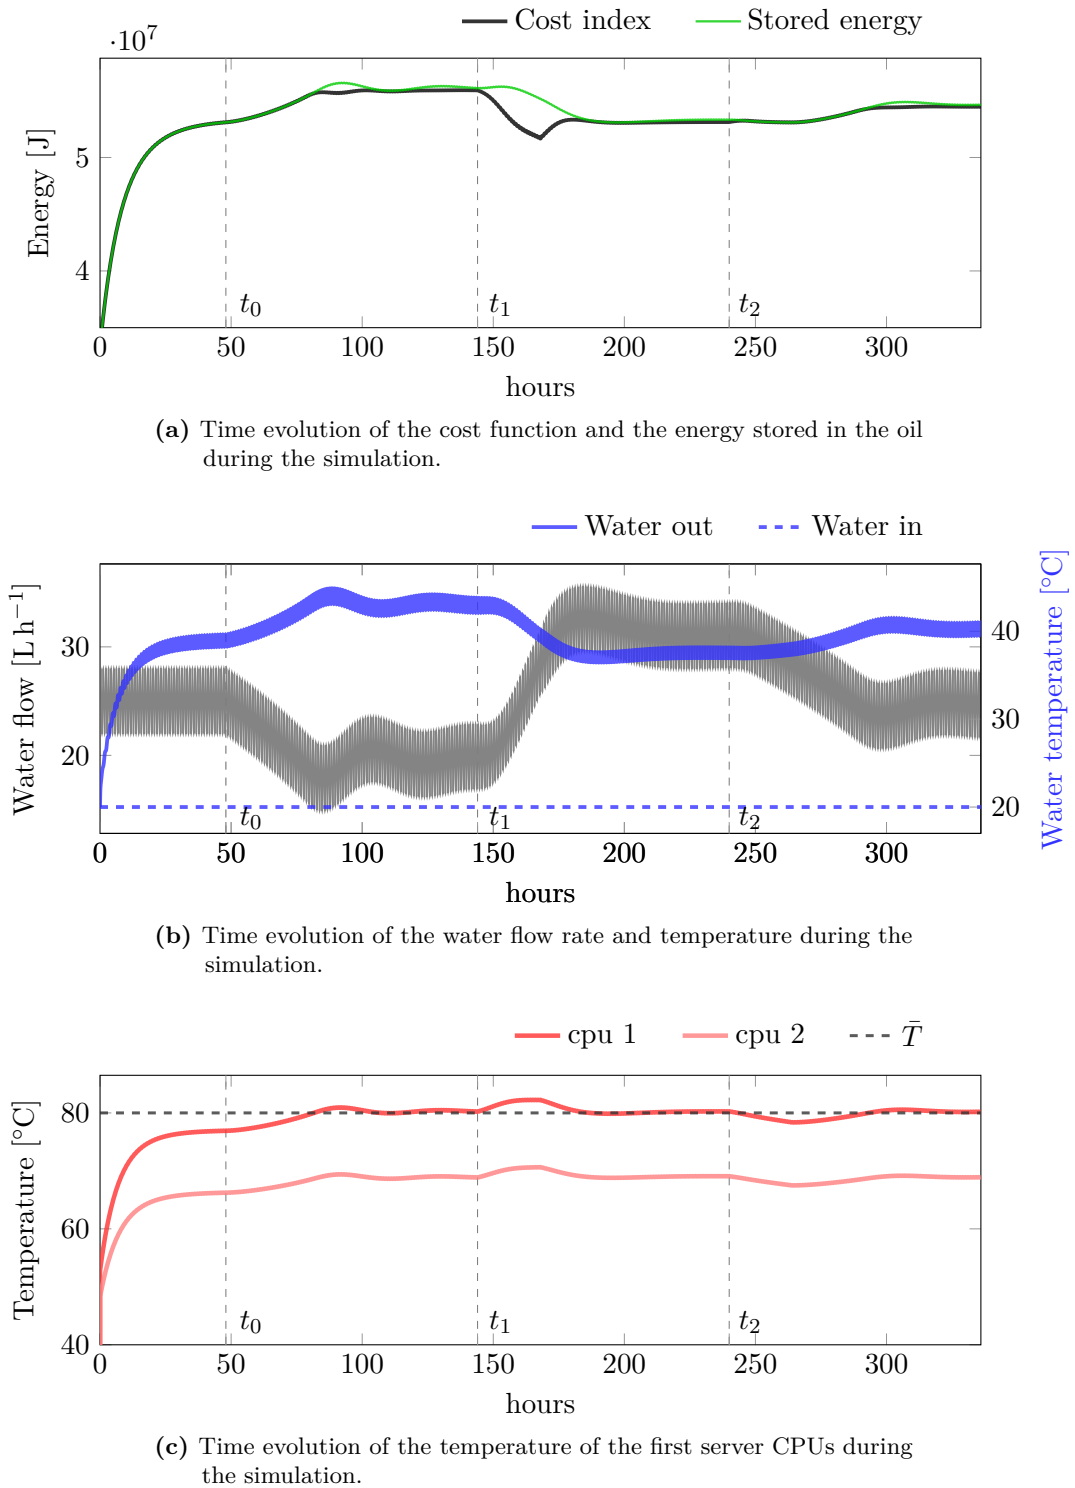 Cost index Stored energy
·10⁷
Energy [J]
5
4
t₀ t₁ t₂
0 50 100 150 200 250 300
hours
(a) Time evolution of the cost function and the energy stored in the oil
during the simulation.
Water out Water in
Water flow [L h⁻¹]
30
20
40
30
20
Water temperature [°C]
t₀ t₁ t₂
0 50 100 150 200 250 300
hours
(b) Time evolution of the water flow rate and temperature during the
simulation.
cpu 1 cpu 2 T̄
Temperature [°C]
80
60
40
t₀ t₁ t₂
0 50 100 150 200 250 300
hours
(c) Time evolution of the temperature of the first server CPUs during
the simulation.